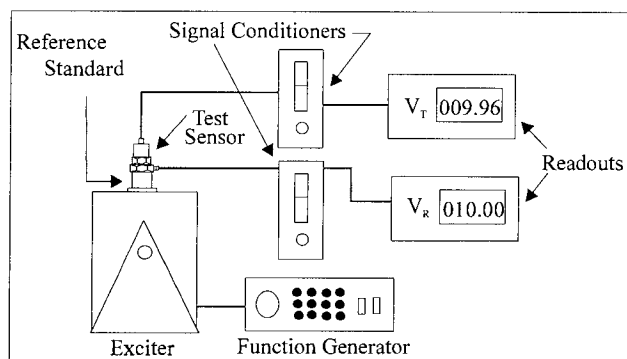 Signal Conditioners
Reference
Standard
Test
Sensor
V_T 009.96
Readouts
V_R 010.00
Exciter
Function Generator